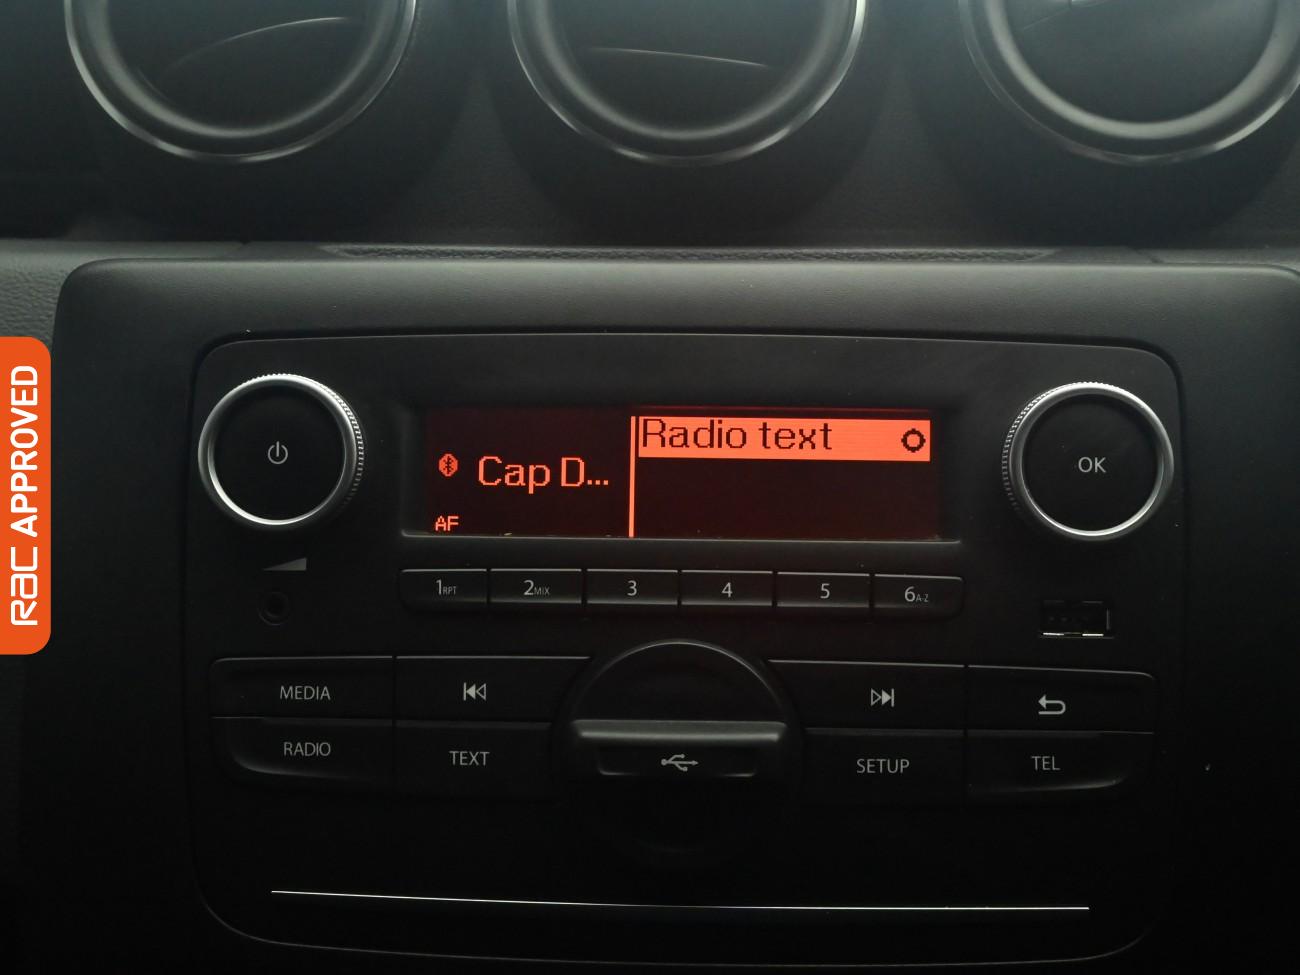 Radio text
Cap D...
AF
OK
1RPT 2MIX 3 4 5 6A-Z
MEDIA
RADIO TEXT SETUP TEL
RAC APPROVED